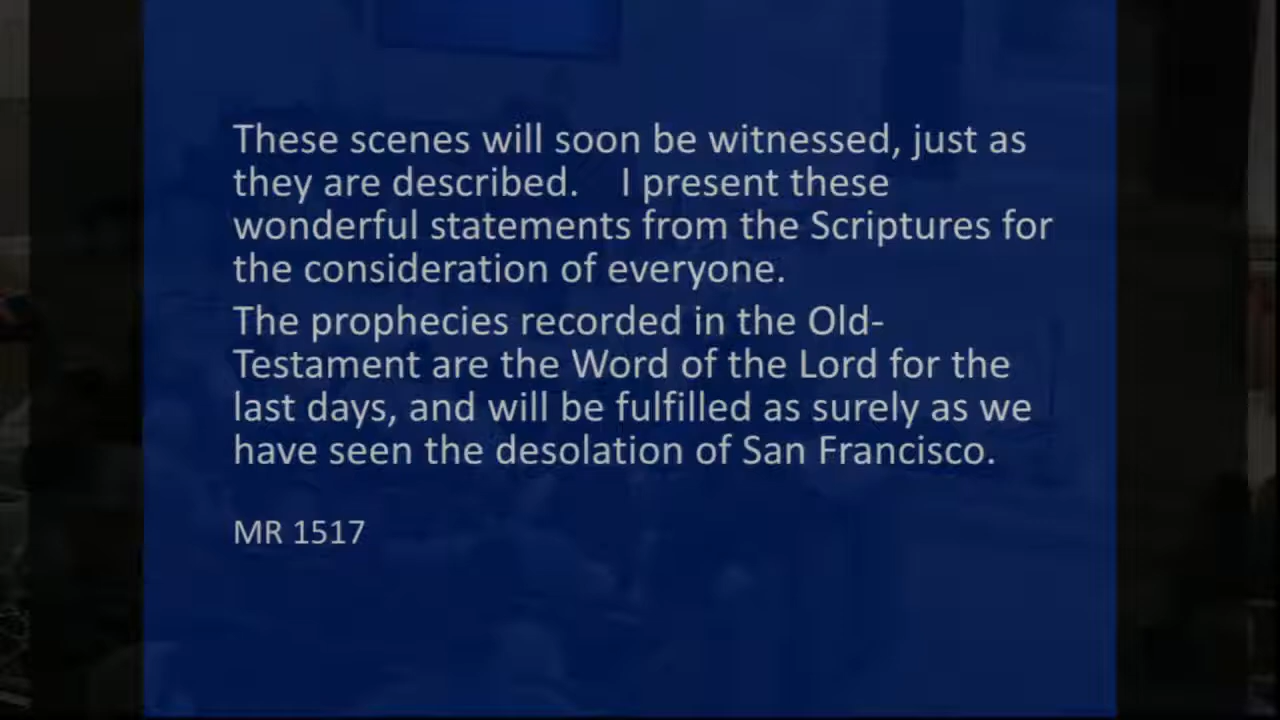 These scenes will soon be witnessed, just as
they are described.    I present these
wonderful statements from the Scriptures for
the consideration of everyone.
The prophecies recorded in the Old-
Testament are the Word of the Lord for the
last days, and will be fulfilled as surely as we
have seen the desolation of San Francisco.
MR 1517